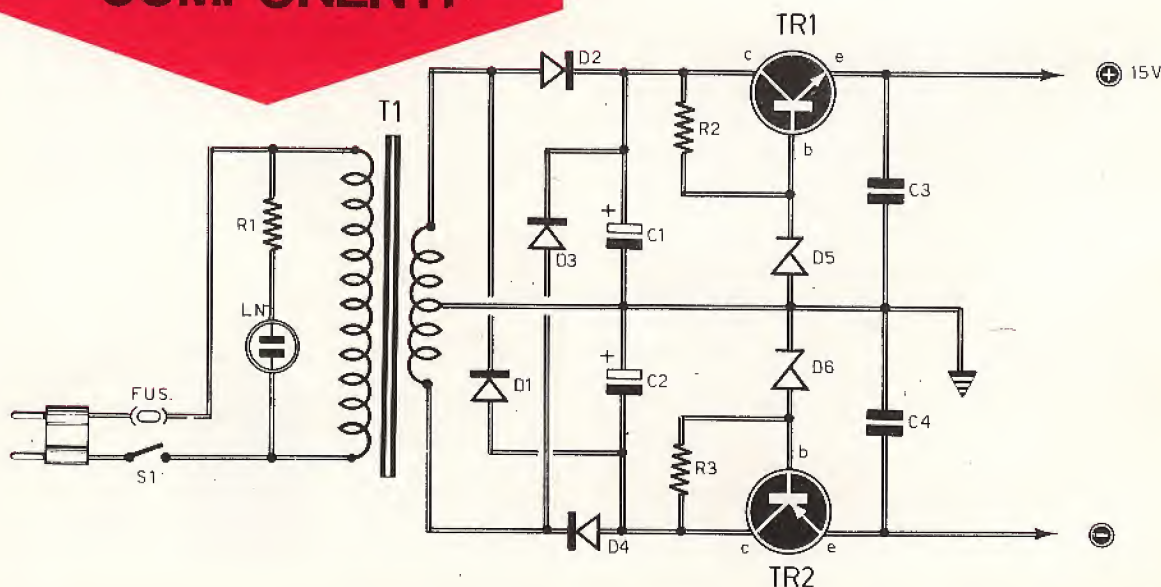 COMPONENTI
TR1
D2
c
e
+ 15V
T1
R2
R1
b
+
C1
C3
D3
D5
LN1
+
C2
D6
D1
FUS.
C4
b
S1
R3
D4
c
e
-
TR2